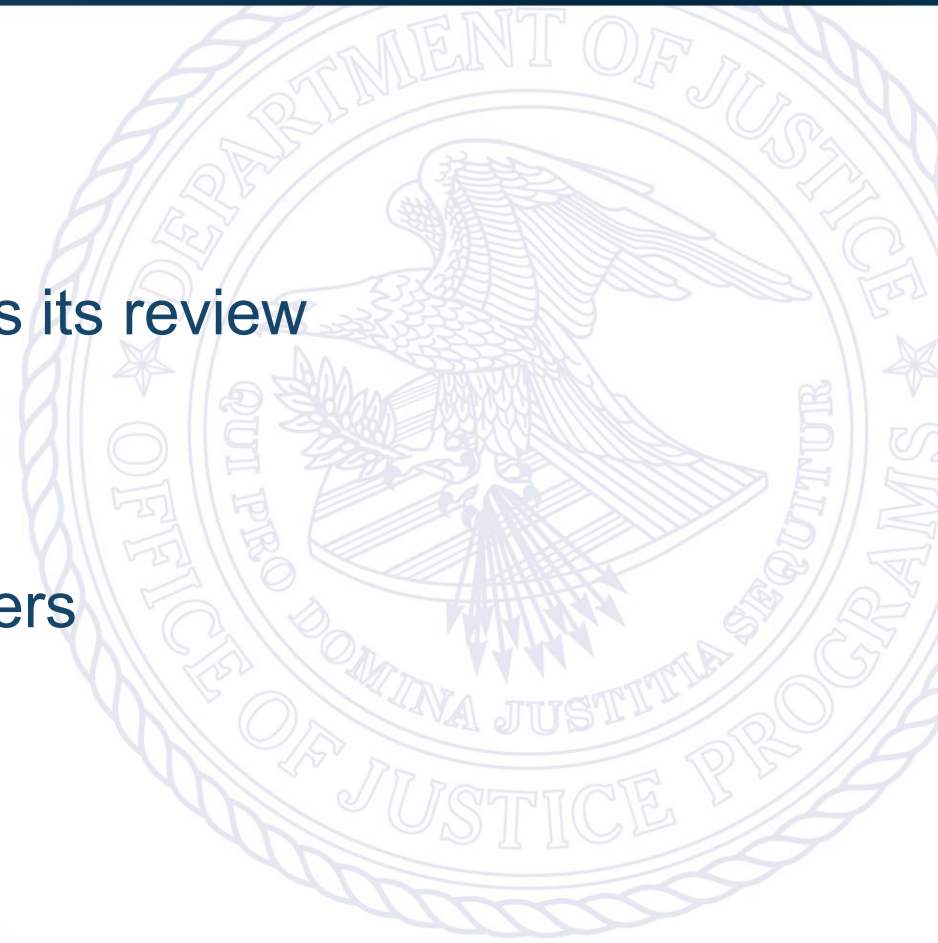 DEPARTMENT OF JUSTICE
s its review
QUI PRO DOMINA JUSTITIA SEQUITUR
ers
OFFICE OF JUSTICE PROGRAMS